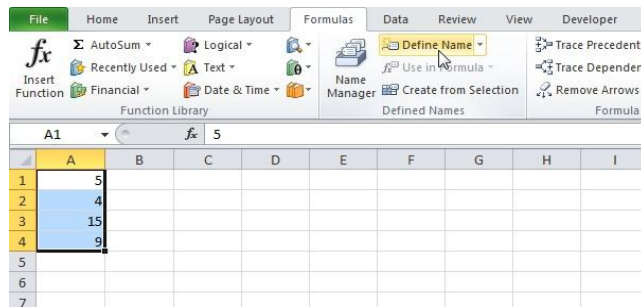 File Home Insert Page Layout Formulas Data Review View Developer
fx Σ AutoSum Logical Define Name Trace Precedent
Recently Used Text Use in Formula Trace Depender
Insert Function Financial Date & Time Name Manager Create from Selection Remove Arrows
Function Library Defined Names Formula
A1 fx 5
A B C D E F G H I
1 5
2 4
3 15
4 9
5
6
7